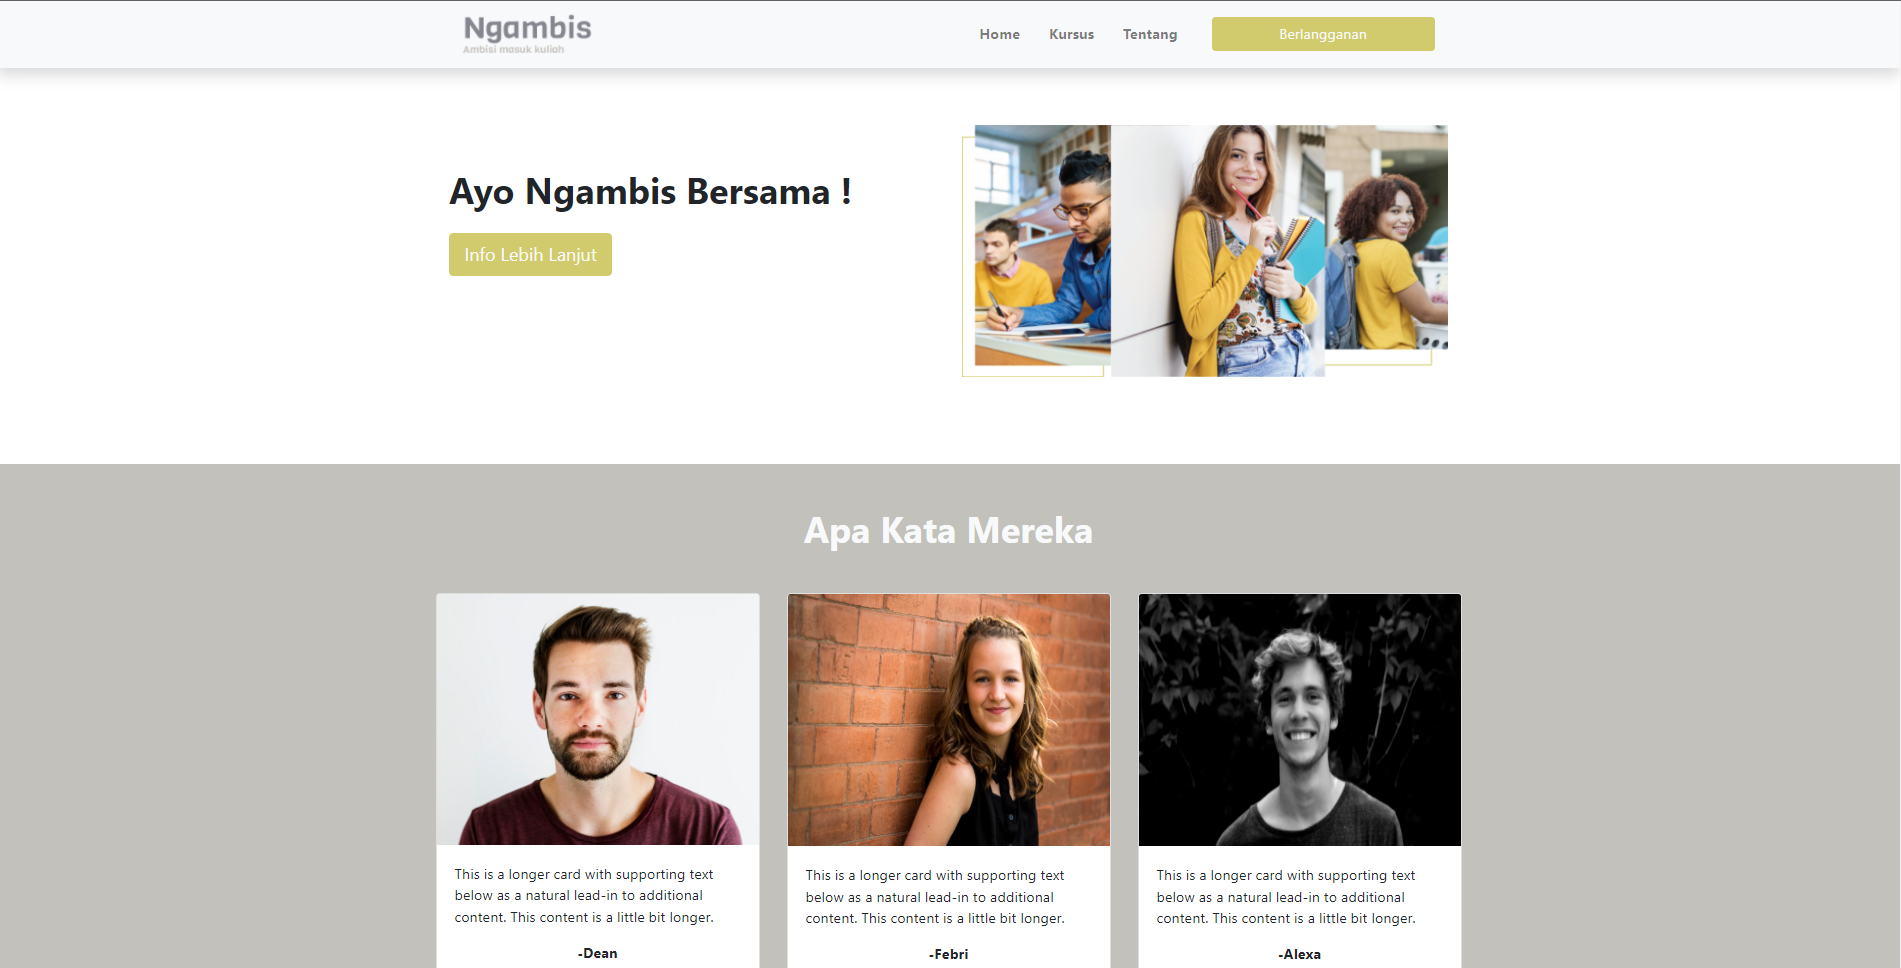 Ngambis
Ambisi masuk kuliah
Home
Kursus
Tentang
Berlangganan
Ayo Ngambis Bersama !
Info Lebih Lanjut
Apa Kata Mereka
This is a longer card with supporting text
below as a natural lead-in to additional
content. This content is a little bit longer.
-Dean
This is a longer card with supporting text
below as a natural lead-in to additional
content. This content is a little bit longer.
-Febri
This is a longer card with supporting text
below as a natural lead-in to additional
content. This content is a little bit longer.
-Alexa